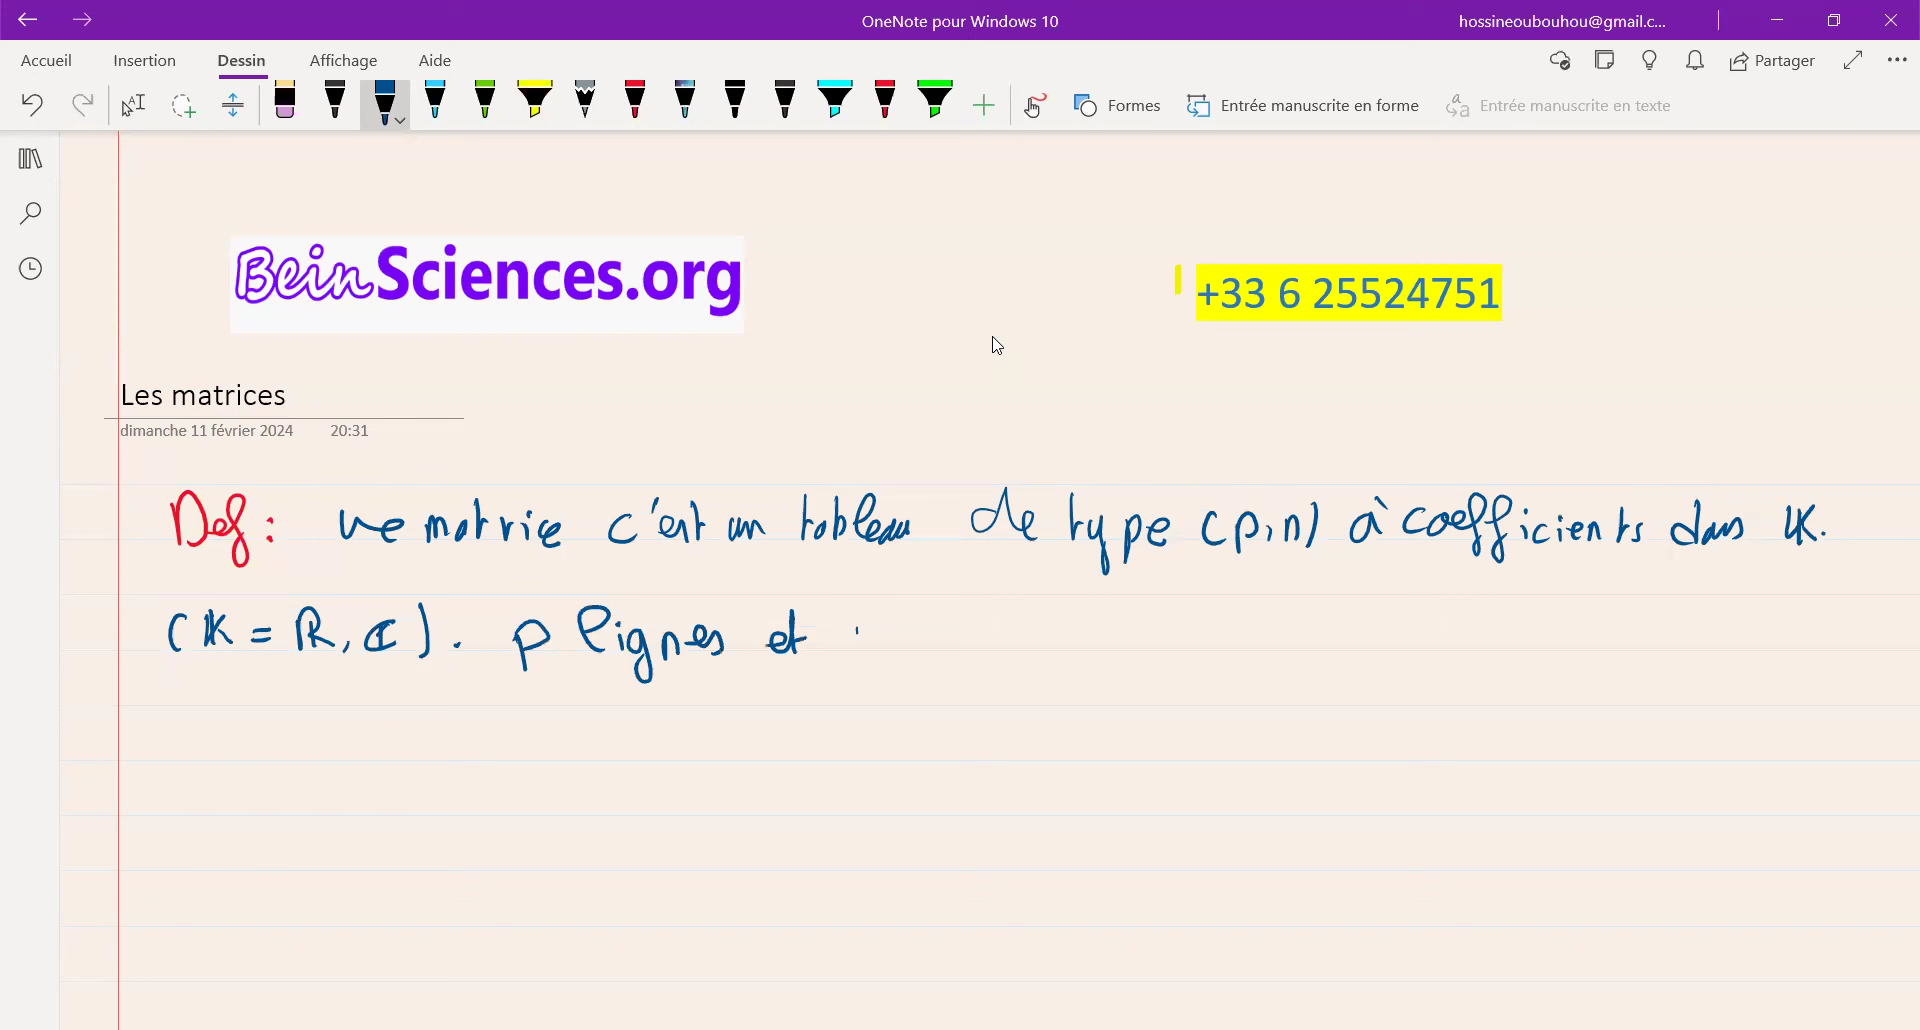 OneNote pour Windows 10
hossineoubouhou@gmail.c...
Accueil Insertion Dessin Affichage Aide
Partager
Formes Entrée manuscrite en forme Entrée manuscrite en texte
BeinSciences.org
+33 6 25524751
Les matrices
dimanche 11 février 2024 20:31
Def : une matrice c'est un tableau de type (p,n) à coefficients dans K.
(K = ℝ, ℂ). p lignes et